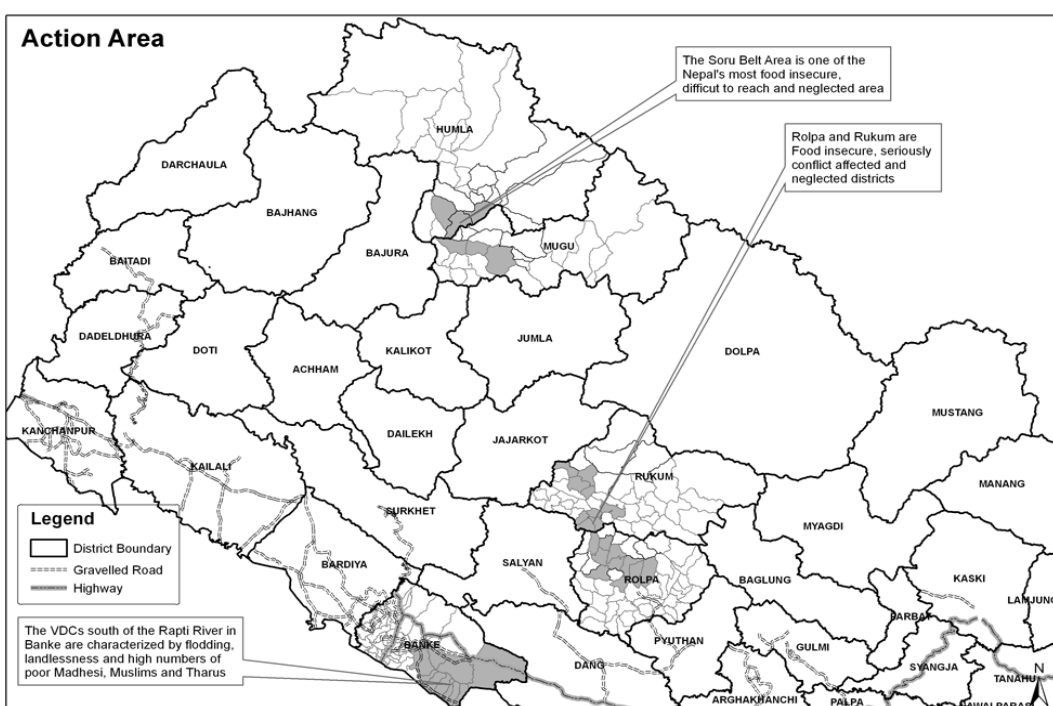 Action Area
The Soru Belt Area is one of the
Nepal's most food insecure,
difficut to reach and neglected area
Rolpa and Rukum are
Food insecure, seriously
conflict affected and
neglected districts
HUMLA
DARCHAULA
BAJHANG
MUGU
BAJURA
BAITADI
DADELDHURA
DOTI
KALIKOT
JUMLA
DOLPA
ACHHAM
MUSTANG
KANCHANPUR
DAILEKH
JAJARKOT
KAILALI
RUKUM
MANANG
SURKHET
MYAGDI
Legend
District Boundary
Gravelled Road
Highway
BARDIYA
SALYAN
ROLPA
BAGLUNG
KASKI
LAMJUNG
PARBAT
The VDCs south of the Rapti River in
Banke are characterized by flodding,
landlessness and high numbers of
poor Madhesi, Muslims and Tharus
BANKE
PYUTHAN
GULMI
DANG
SYANGJA
TANAHU
N
ARGHAKHANCHI
PALPA